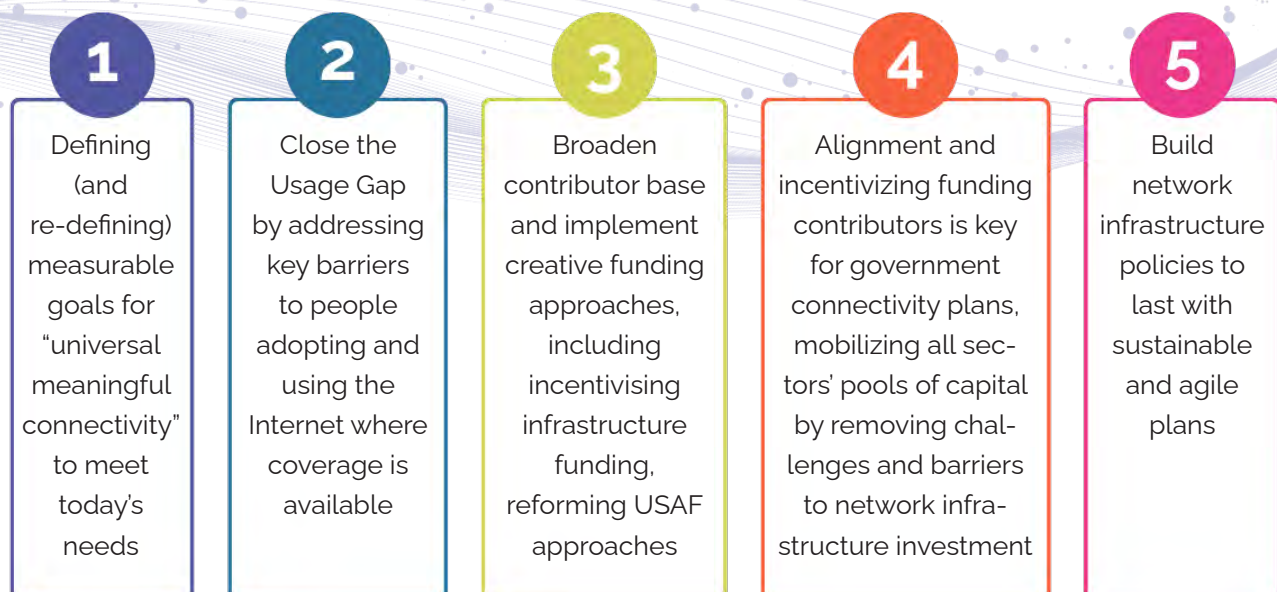 1
Defining
(and
re-defining)
measurable
goals for
“universal
meaningful
connectivity”
to meet
today’s
needs
2
Close the
Usage Gap
by addressing
key barriers
to people
adopting and
using the
Internet where
coverage is
available
3
Broaden
contributor base
and implement
creative funding
approaches,
including
incentivising
infrastructure
funding,
reforming USAF
approaches
4
Alignment and
incentivizing funding
contributors is key
for government
connectivity plans,
mobilizing all sec-
tors’ pools of capital
by removing chal-
lenges and barriers
to network infra-
structure investment
5
Build
network
infrastructure
policies to
last with
sustainable
and agile
plans